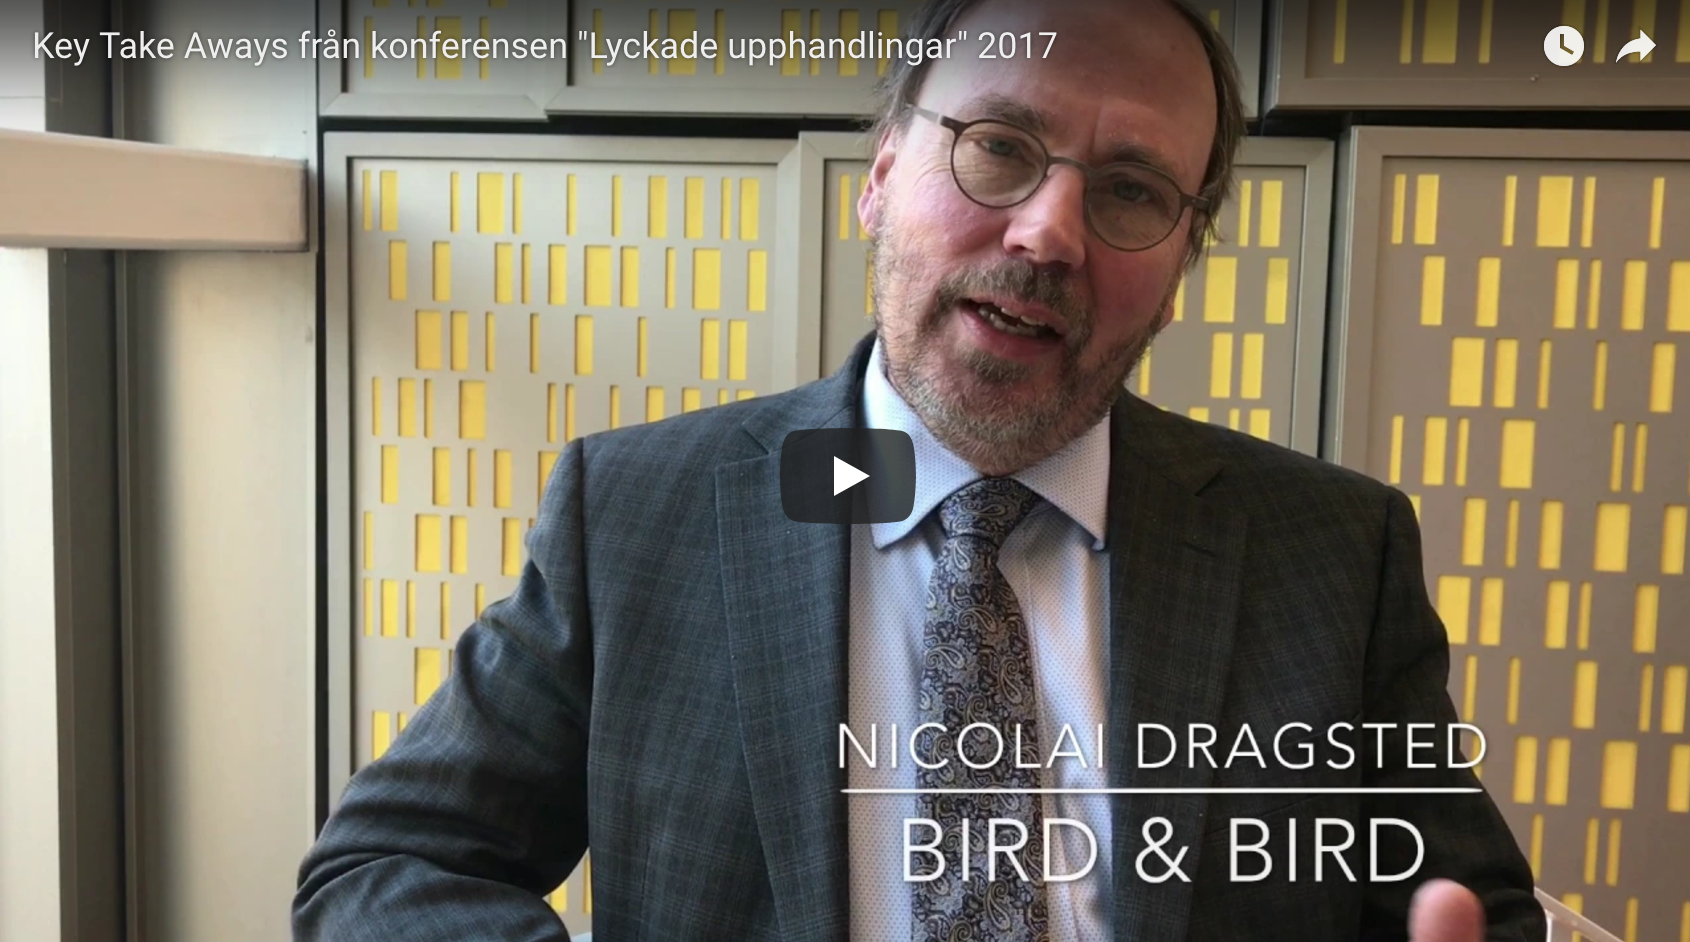 Key Take Aways från konferensen "Lyckade upphandlingar" 2017
NICOLAI DRAGSTED
BIRD & BIRD